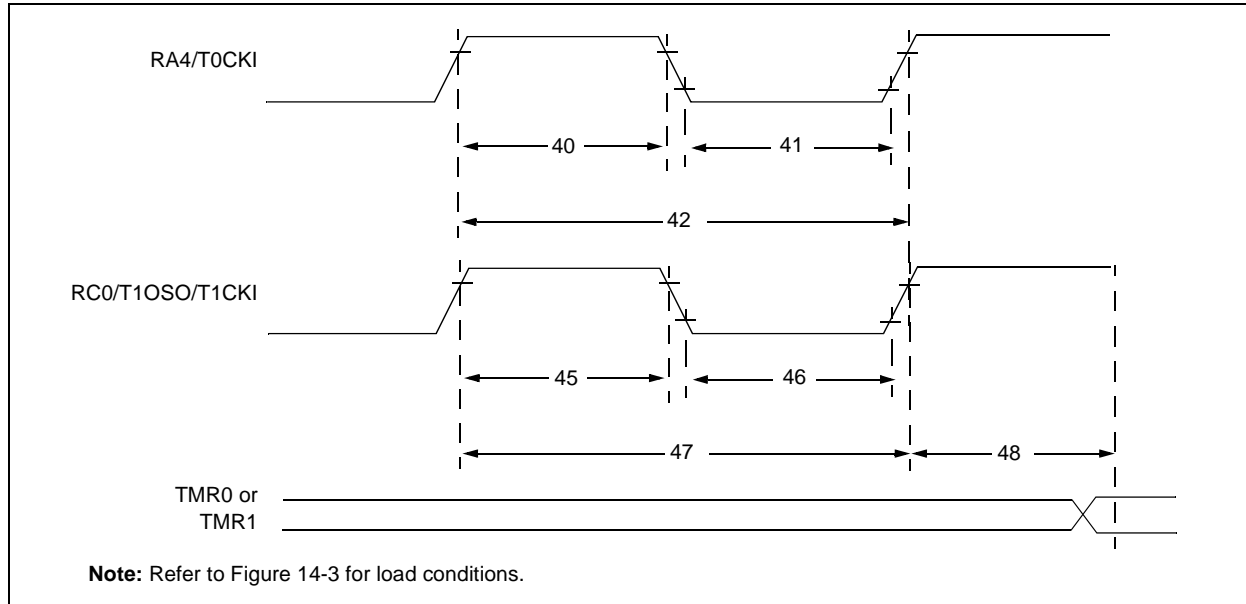 RA4/T0CKI
40
41
42
RC0/T1OSO/T1CKI
45
46
47
48
TMR0 or
TMR1
Note: Refer to Figure 14-3 for load conditions.